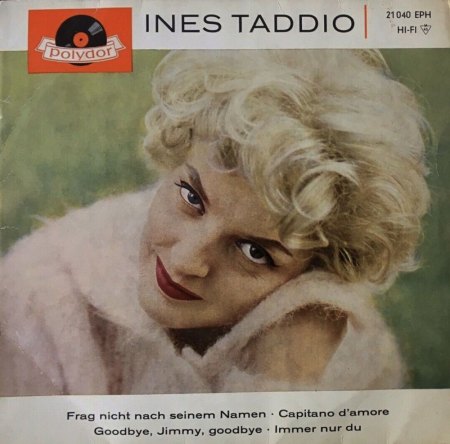 Polydor
INES TADDIO
21 040 EPH
HI-FI
Frag nicht nach seinem Namen · Capitano d'amore
Goodbye, Jimmy, goodbye · Immer nur du